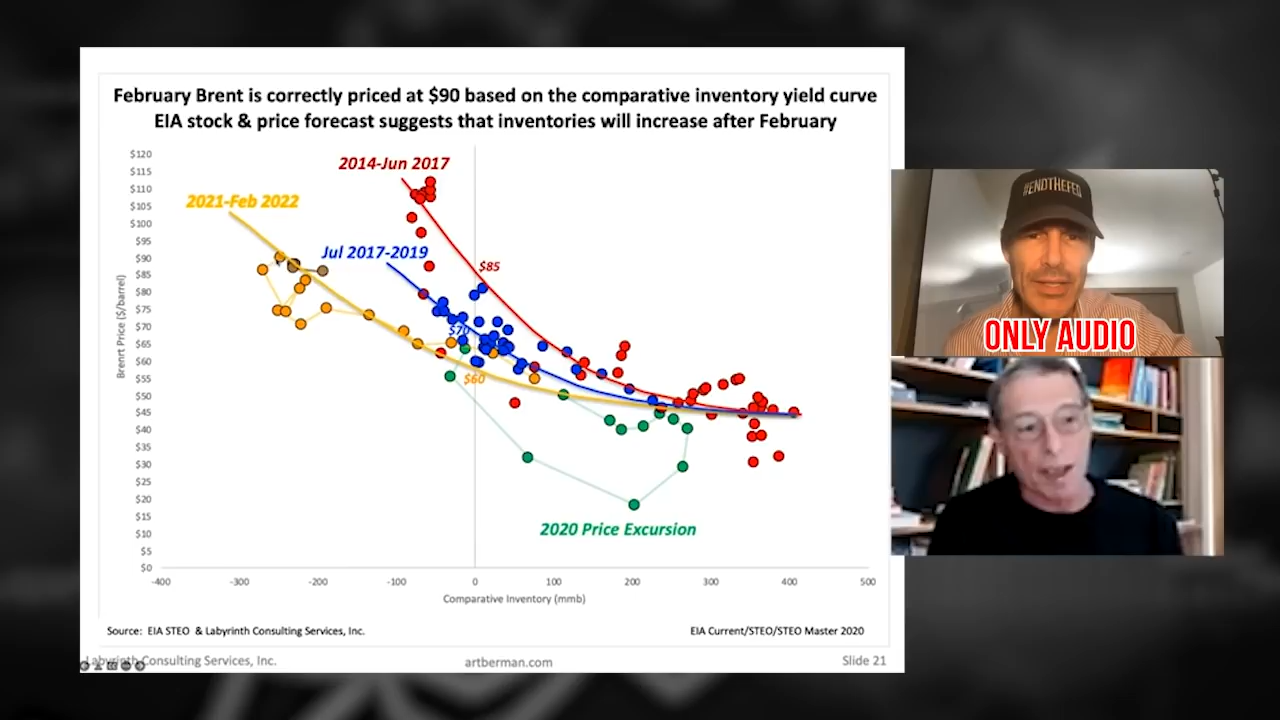 February Brent is correctly priced at $90 based on the comparative inventory yield curve
EIA stock & price forecast suggests that inventories will increase after February
2014-Jun 2017
2021-Feb 2022
Jul 2017-2019
$85
$70
$60
2020 Price Excursion
Brenrt Price ($/barrel)
$120
$115
$110
$105
$100
$95
$90
$85
$80
$75
$70
$65
$60
$55
$50
$45
$40
$35
$30
$25
$20
$15
$10
$5
$0
-400 -300 -200 -100 0 100 200 300 400 500
Comparative Inventory (mmb)
Source: EIA STEO & Labyrinth Consulting Services, Inc.
EIA Current/STEO/STEO Master 2020
Labyrinth Consulting Services, Inc.
artberman.com
Slide 21
#ENDTHEFED
ONLY AUDIO